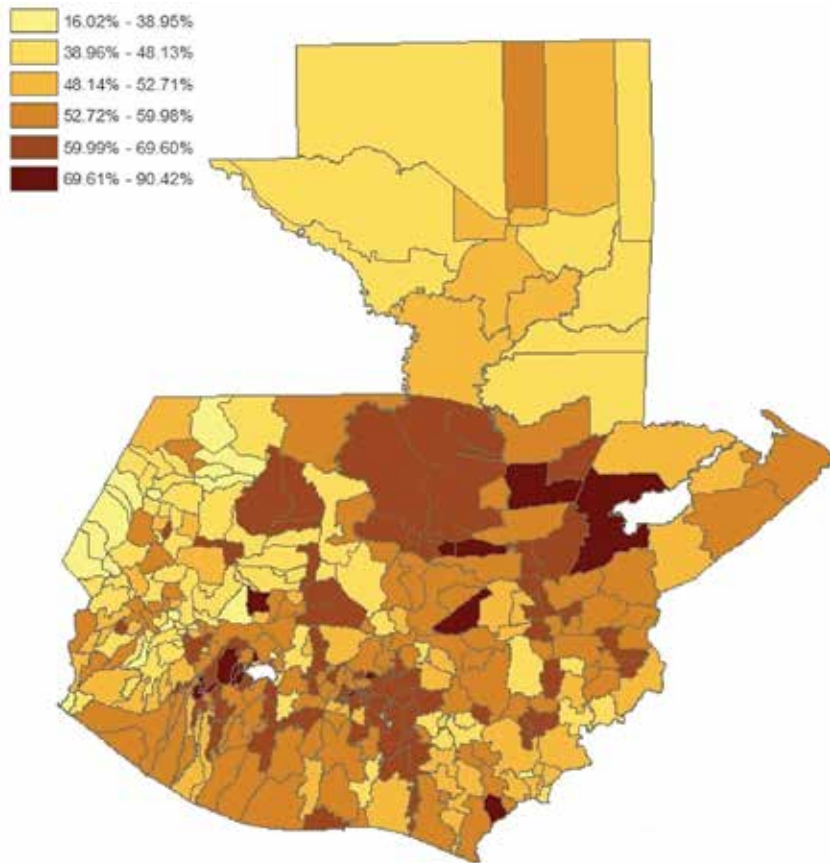 16.02% - 38.95%
38.96% - 48.13%
48.14% - 52.71%
52.72% - 59.98%
59.99% - 69.60%
69.61% - 90.42%